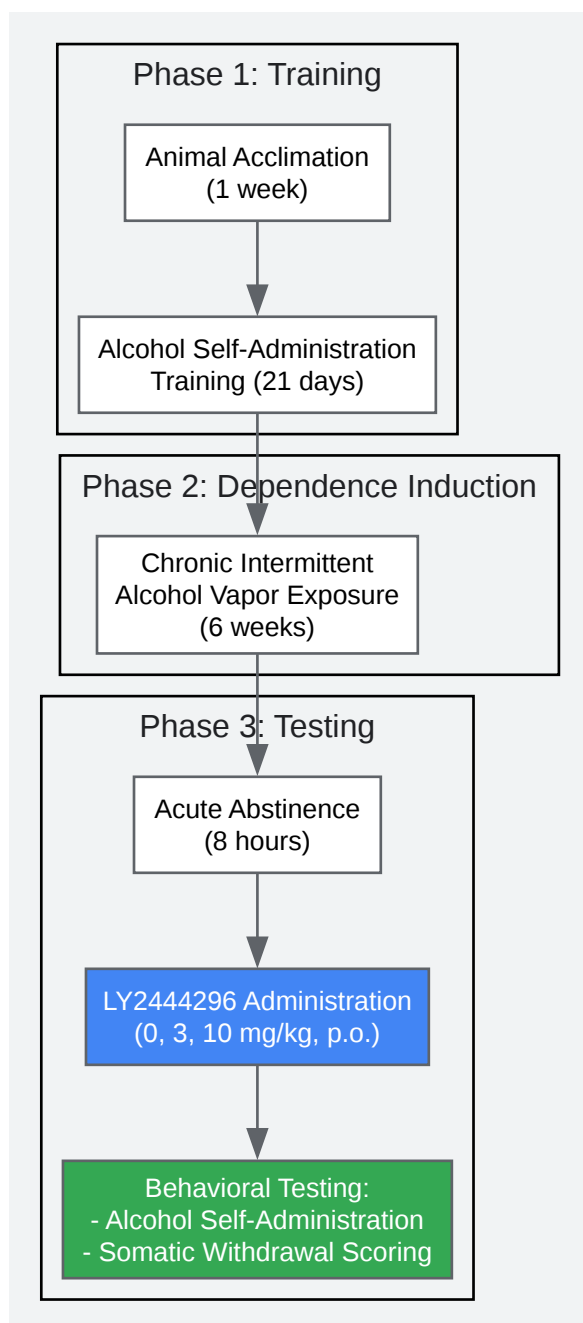 Phase 1: Training
Animal Acclimation
(1 week)
Alcohol Self-Administration
Training (21 days)
Phase 2: Dependence Induction
Chronic Intermittent
Alcohol Vapor Exposure
(6 weeks)
Phase 3: Testing
Acute Abstinence
(8 hours)
LY2444296 Administration
(0, 3, 10 mg/kg, p.o.)
Behavioral Testing:
- Alcohol Self-Administration
- Somatic Withdrawal Scoring